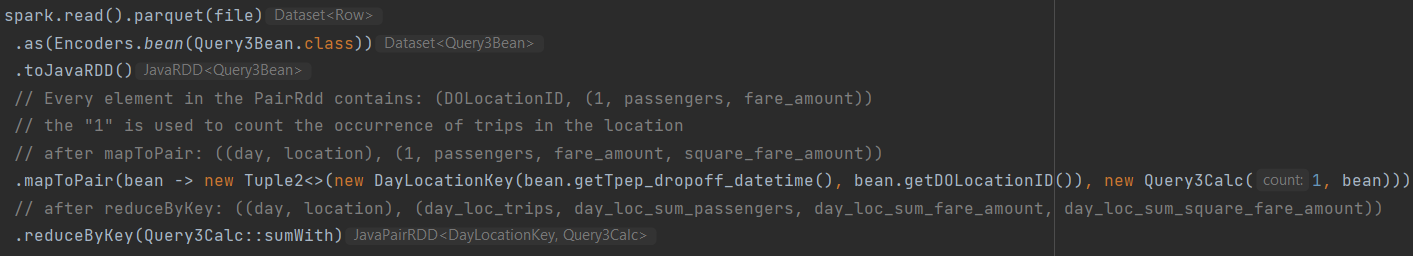 spark.read().parquet(file) Dataset<Row>
.as(Encoders.bean(Query3Bean.class)) Dataset<Query3Bean>
.toJavaRDD() JavaRDD<Query3Bean>
// Every element in the PairRdd contains: (DOLocationID, (1, passengers, fare_amount))
// the "1" is used to count the occurrence of trips in the location
// after mapToPair: ((day, location), (1, passengers, fare_amount, square_fare_amount))
.mapToPair(bean -> new Tuple2<>(new DayLocationKey(bean.getTpep_dropoff_datetime(), bean.getDOLocationID()), new Query3Calc( count: 1, bean)))
// after reduceByKey: ((day, location), (day_loc_trips, day_loc_sum_passengers, day_loc_sum_fare_amount, day_loc_sum_square_fare_amount))
.reduceByKey(Query3Calc::sumWith) JavaPairRDD<DayLocationKey, Query3Calc>